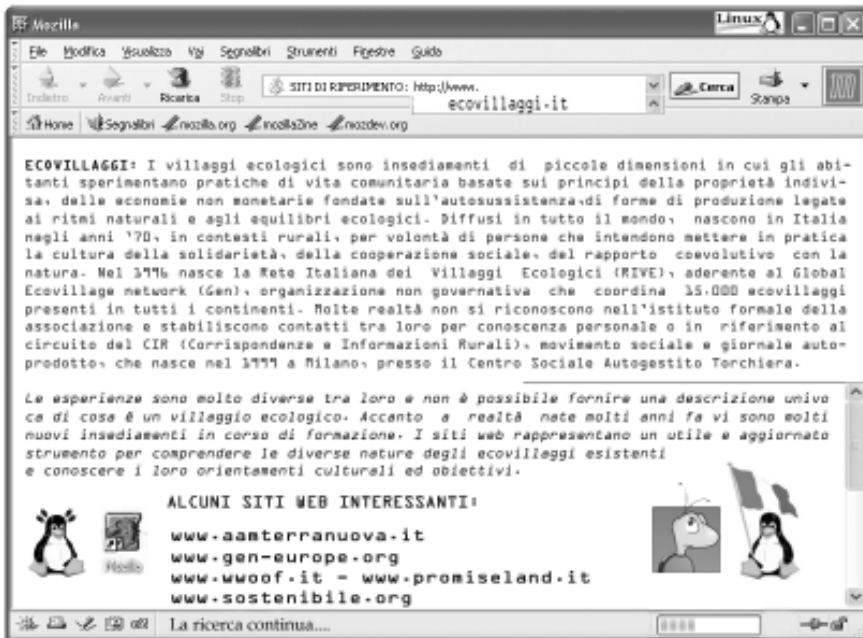 Mozilla
Linux
File Modifica Visualizza Vai Segnalibri Strumenti Finestre Guida
Indietro Avanti Ricarica Stop
SITI DI RIFERIMENTO: http://www.
ecovillaggi.it
Cerca
Stampa
Home Segnalibri mozilla.org mozillaZine mozdev.org
ECOVILLAGGI: I villaggi ecologici sono insediamenti di piccole dimensioni in cui gli abi-
tanti sperimentano pratiche di vita comunitaria basate sui principi della proprietà indivi-
sa, delle economie non monetarie fondate sull'autosussistenza,di forme di produzione legate
ai ritmi naturali e agli equilibri ecologici. Diffusi in tutto il mondo, nascono in Italia
negli anni '70, in contesti rurali, per volontà di persone che intendono mettere in pratica
la cultura della solidarietà, della cooperazione sociale, del rapporto coevolutivo con la
natura. Nel 1996 nasce la Rete Italiana dei Villaggi Ecologici (RIVE), aderente al Global
Ecovillage network (Gen), organizzazione non governativa che coordina 15.000 ecovillaggi
presenti in tutti i continenti. Molte realtà non si riconoscono nell'istituto formale della
associazione e stabiliscono contatti tra loro per conoscenza personale o in riferimento al
circuito del CIR (Corrispondenze e Informazioni Rurali), movimento sociale e giornale auto-
prodotto, che nasce nel 1999 a Milano, presso il Centro Sociale Autogestito Torchiera.
Le esperienze sono molto diverse tra loro e non è possibile fornire una descrizione univo
ca di cosa è un villaggio ecologico. Accanto a realtà nate molti anni fa vi sono molti
nuovi insediamenti in corso di formazione. I siti web rappresentano un utile e aggiornato
strumento per comprendere le diverse nature degli ecovillaggi esistenti
e conoscere i loro orientamenti culturali ed obiettivi.
ALCUNI SITI WEB INTERESSANTI:
www.aamterranuova.it
www.gen-europe.org
www.wwoof.it - www.promiseland.it
www.sostenibile.org
Mozilla
La ricerca continua....